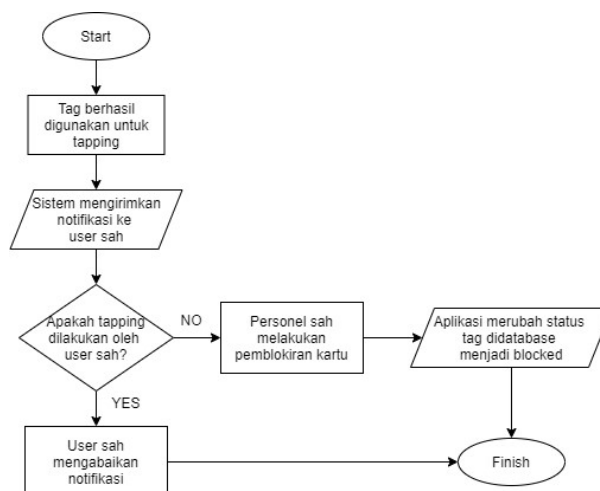 Start
Tag berhasil
digunakan untuk
tapping
Sistem mengirimkan
notifikasi ke
user sah
Apakah tapping
dilakukan oleh
user sah?
NO
Personel sah
melakukan
pemblokiran kartu
Aplikasi merubah status
tag didatabase
menjadi blocked
YES
User sah
mengabaikan
notifikasi
Finish